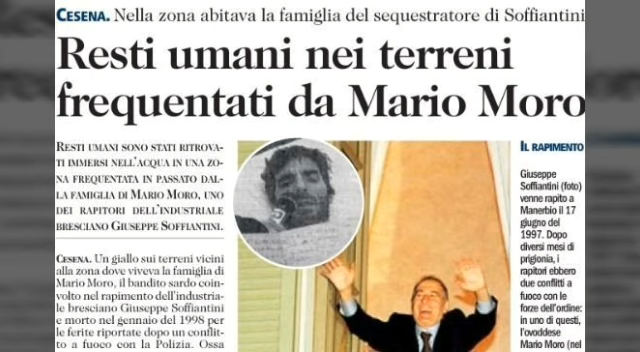 CESENA. Nella zona abitava la famiglia del sequestratore di Soffiantini
Resti umani nei terreni
frequentati da Mario Moro
RESTI UMANI SONO STATI RITROVA-
TI IMMERSI NELL'ACQUA IN UNA ZO-
NA FREQUENTATA IN PASSATO DAL-
LA FAMIGLIA DI MARIO MORO, UNO
DEI RAPITORI DELL'INDUSTRIALE
BRESCIANO GIUSEPPE SOFFIANTINI.
CESENA. Un giallo sui terreni vicini
alla zona dove viveva la famiglia di
Mario Moro, il bandito sardo coin-
volto nel rapimento dell'industria-
le bresciano Giuseppe Soffiantini
e morto nel gennaio del 1998 per
le ferite riportate dopo un conflit-
to a fuoco con la Polizia. Ossa
IL RAPIMENTO
Giuseppe
Soffiantini (foto)
venne rapito a
Manerbio il 17
giugno del
1997. Dopo
diversi mesi di
prigionia, i
rapitori ebbero
due conflitti a
fuoco con le
forze dell'ordine:
in uno di questi,
l'ovoddese
Mario Moro (nel